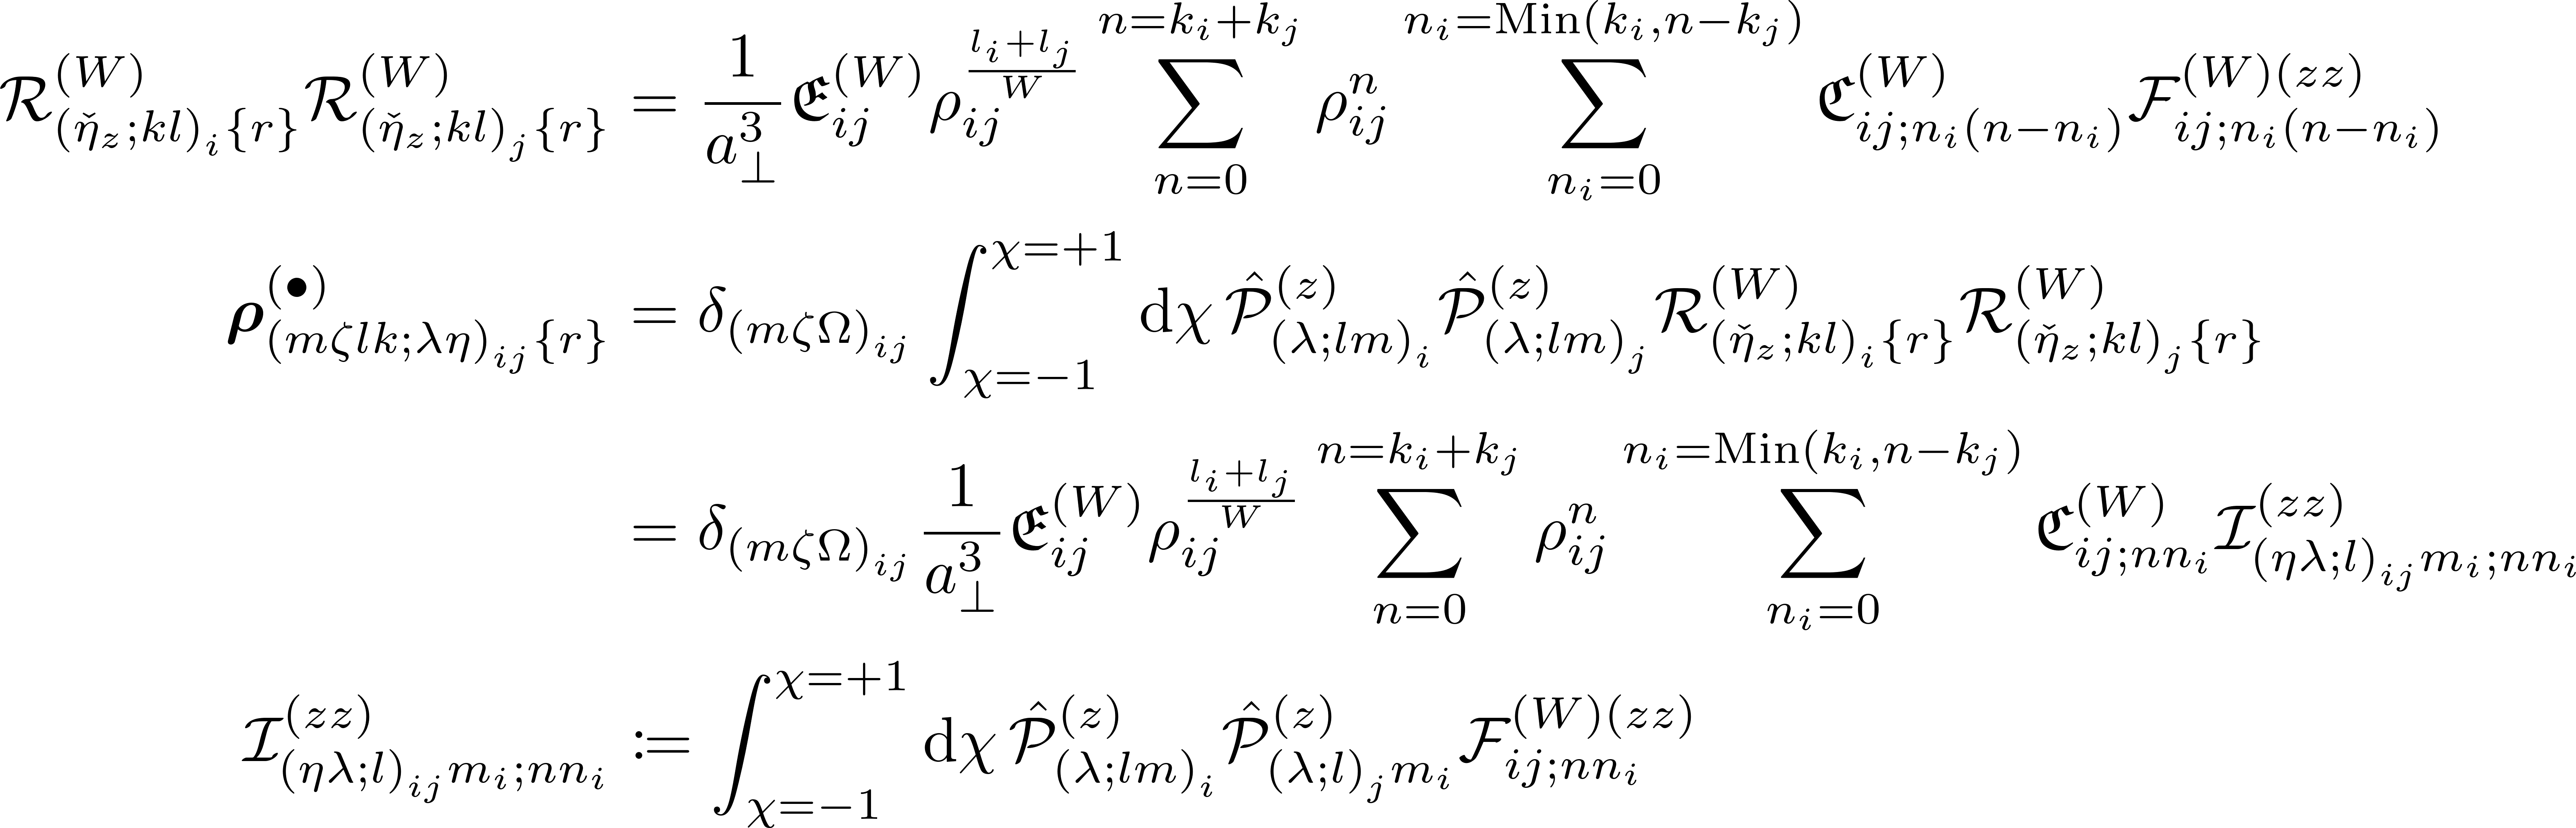 \mathcal{R}^{(W)}_{(\check{\eta}_z;kl)_i\{r\}} \mathcal{R}^{(W)}_{(\check{\eta}_z;kl)_j\{r\}} = \frac{1}{a_\perp^3} \mathfrak{E}^{(W)}_{ij} \rho_{ij}^{\frac{l_i+l_j}{W}} \sum_{n=0}^{n=k_i+k_j} \rho^n_{ij} \sum_{n_i=0}^{n_i=\mathrm{Min}(k_i,n-k_j)} \mathfrak{C}^{(W)}_{ij;n_i(n-n_i)} \mathcal{F}^{(W)(zz)}_{ij;n_i(n-n_i)}
\boldsymbol{\rho}^{(\bullet)}_{(m\zeta lk;\lambda\eta)_{ij}\{r\}} = \delta_{(m\zeta\Omega)_{ij}} \int_{\chi=-1}^{\chi=+1} \mathrm{d}\chi \, \hat{\mathcal{P}}^{(z)}_{(\lambda;lm)_i} \hat{\mathcal{P}}^{(z)}_{(\lambda;lm)_j} \mathcal{R}^{(W)}_{(\check{\eta}_z;kl)_i\{r\}} \mathcal{R}^{(W)}_{(\check{\eta}_z;kl)_j\{r\}}
= \delta_{(m\zeta\Omega)_{ij}} \frac{1}{a_\perp^3} \mathfrak{E}^{(W)}_{ij} \rho_{ij}^{\frac{l_i+l_j}{W}} \sum_{n=0}^{n=k_i+k_j} \rho^n_{ij} \sum_{n_i=0}^{n_i=\mathrm{Min}(k_i,n-k_j)} \mathfrak{C}^{(W)}_{ij;nn_i} \mathcal{I}^{(zz)}_{(\eta\lambda;l)_{ij}m_i;nn_i}
\mathcal{I}^{(zz)}_{(\eta\lambda;l)_{ij}m_i;nn_i} := \int_{\chi=-1}^{\chi=+1} \mathrm{d}\chi \, \hat{\mathcal{P}}^{(z)}_{(\lambda;lm)_i} \hat{\mathcal{P}}^{(z)}_{(\lambda;l)_j m_i} \mathcal{F}^{(W)(zz)}_{ij;nn_i}